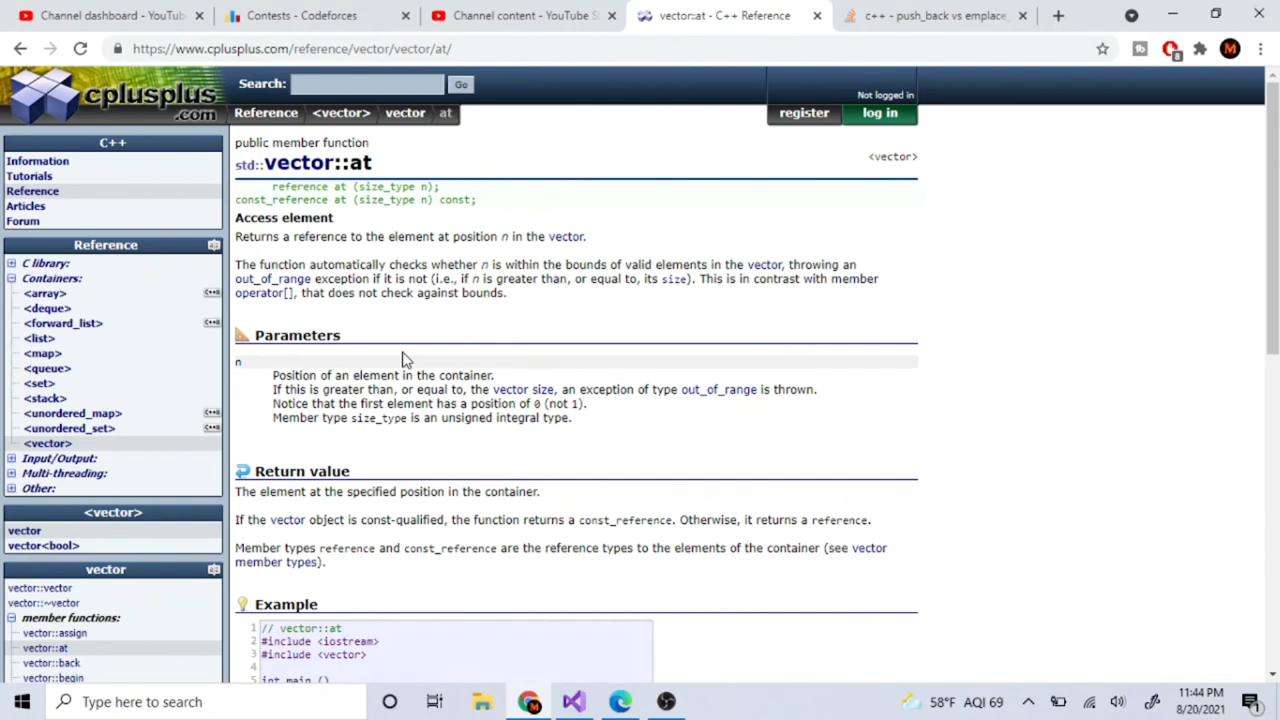 Channel dashboard - YouTub
Contests - Codeforces
Channel content - YouTube S
vector::at - C++ Reference
c++ - push_back vs emplace_
https://www.cplusplus.com/reference/vector/vector/at/
8
M
cplusplus
.com
Search:
Go
Not logged in
Reference
<vector>
vector
at
register
log in
C++
Information
Tutorials
Reference
Articles
Forum
Reference
C library:
Containers:
<array>
<deque>
<forward_list>
<list>
<map>
<queue>
<set>
<stack>
<unordered_map>
<unordered_set>
<vector>
Input/Output:
Multi-threading:
Other:
<vector>
vector
vector<bool>
vector
vector::vector
vector::~vector
member functions:
vector::assign
vector::at
vector::back
vector::begin
public member function
std::vector::at
<vector>
reference at (size_type n);
const_reference at (size_type n) const;
Access element
Returns a reference to the element at position n in the vector.
The function automatically checks whether n is within the bounds of valid elements in the vector, throwing an
out_of_range exception if it is not (i.e., if n is greater than, or equal to, its size). This is in contrast with member
operator[], that does not check against bounds.
Parameters
n
Position of an element in the container.
If this is greater than, or equal to, the vector size, an exception of type out_of_range is thrown.
Notice that the first element has a position of 0 (not 1).
Member type size_type is an unsigned integral type.
Return value
The element at the specified position in the container.
If the vector object is const-qualified, the function returns a const_reference. Otherwise, it returns a reference.
Member types reference and const_reference are the reference types to the elements of the container (see vector
member types).
Example
1 // vector::at
2 #include <iostream>
3 #include <vector>
4
5 int main ()
Type here to search
M
58°F AQI 69
11:44 PM
8/20/2021
1